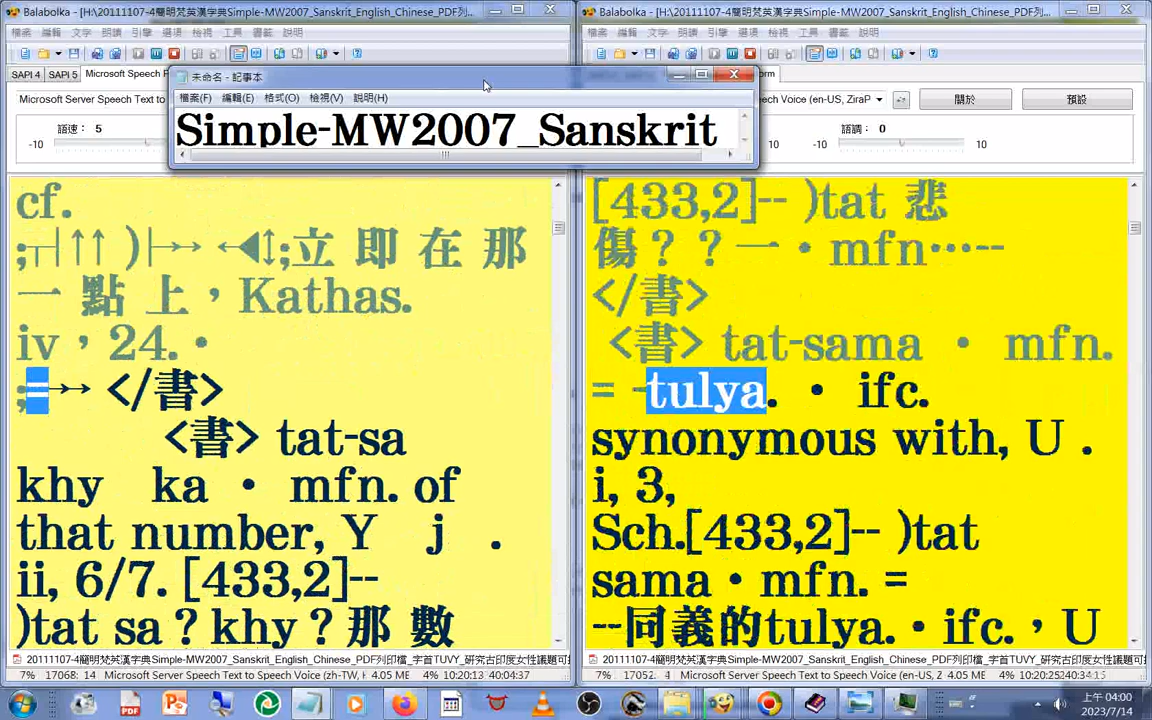 Balabolka - [H:\20111107-4簡明梵英漢字典Simple-MW2007_Sanskrit_English_Chinese_PDF列...
檔案 編輯 文字 朗讀 引擎 選項 檢視 工具 書籤 說明
SAPI 4 SAPI 5 Microsoft Speech P
Microsoft Server Speech Text to
語速： 5
-10
未命名 - 記事本
檔案(F) 編輯(E) 格式(O) 檢視(V) 說明(H)
Simple-MW2007_Sanskrit
cf.
;┬┤↑↑ )├→→ ←◀↕;立 即 在 那
一 點 上，Kathas.
iv，24.‧
;=→→ </書>
<書> tat-sa
khy ka ‧ mfn. of
that number, Y j .
ii, 6/7. [433,2]--
)tat sa？khy？那 數
20111107-4簡明梵英漢字典Simple-MW2007_Sanskrit_English_Chinese_PDF列印檔_字首TUVY_研究古印度女性議題可
7% 17068: 14 Microsoft Server Speech Text to Speech Voice (zh-TW, H 4.05 ME 4% 10:20:13 40:04:37
Balabolka - [H:\20111107-4簡明梵英漢字典Simple-MW2007_Sanskrit_English_Chinese_PDF列...
檔案 編輯 文字 朗讀 引擎 選項 檢視 工具 書籤 說明
orm
ech Voice (en-US, ZiraP 關於 預設
語調： 0
10 -10 10
[433,2]-- )tat 悲
傷？？一‧mfn…--
</書>
<書> tat-sama ‧ mfn.
= -tulya. ‧ ifc.
synonymous with, U .
i, 3,
Sch.[433,2]-- )tat
sama‧mfn. =
--同義的tulya.‧ifc.，U
20111107-4簡明梵英漢字典Simple-MW2007_Sanskrit_English_Chinese_PDF列印檔_字首TUVY_研究古印度女性議題可
7% 17052. Microsoft Server Speech Text to Speech Voice (en-US, Z 4.05 ME 4% 10:20:25
上午 04:00
2023/7/14